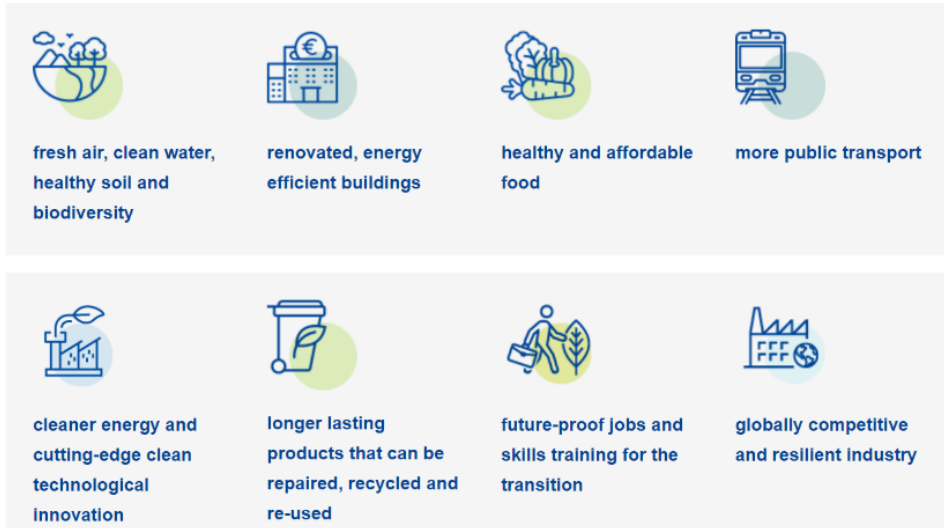 €
fresh air, clean water,
healthy soil and
biodiversity
renovated, energy
efficient buildings
healthy and affordable
food
more public transport
cleaner energy and
cutting-edge clean
technological
innovation
longer lasting
products that can be
repaired, recycled and
re-used
future-proof jobs and
skills training for the
transition
globally competitive
and resilient industry